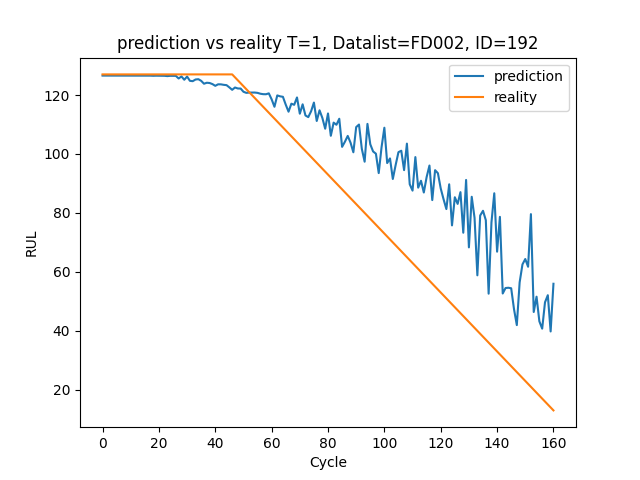 prediction vs reality T=1, Datalist=FD002, ID=192
prediction
reality
120
100
80
60
40
20
RUL
0 20 40 60 80 100 120 140 160
Cycle